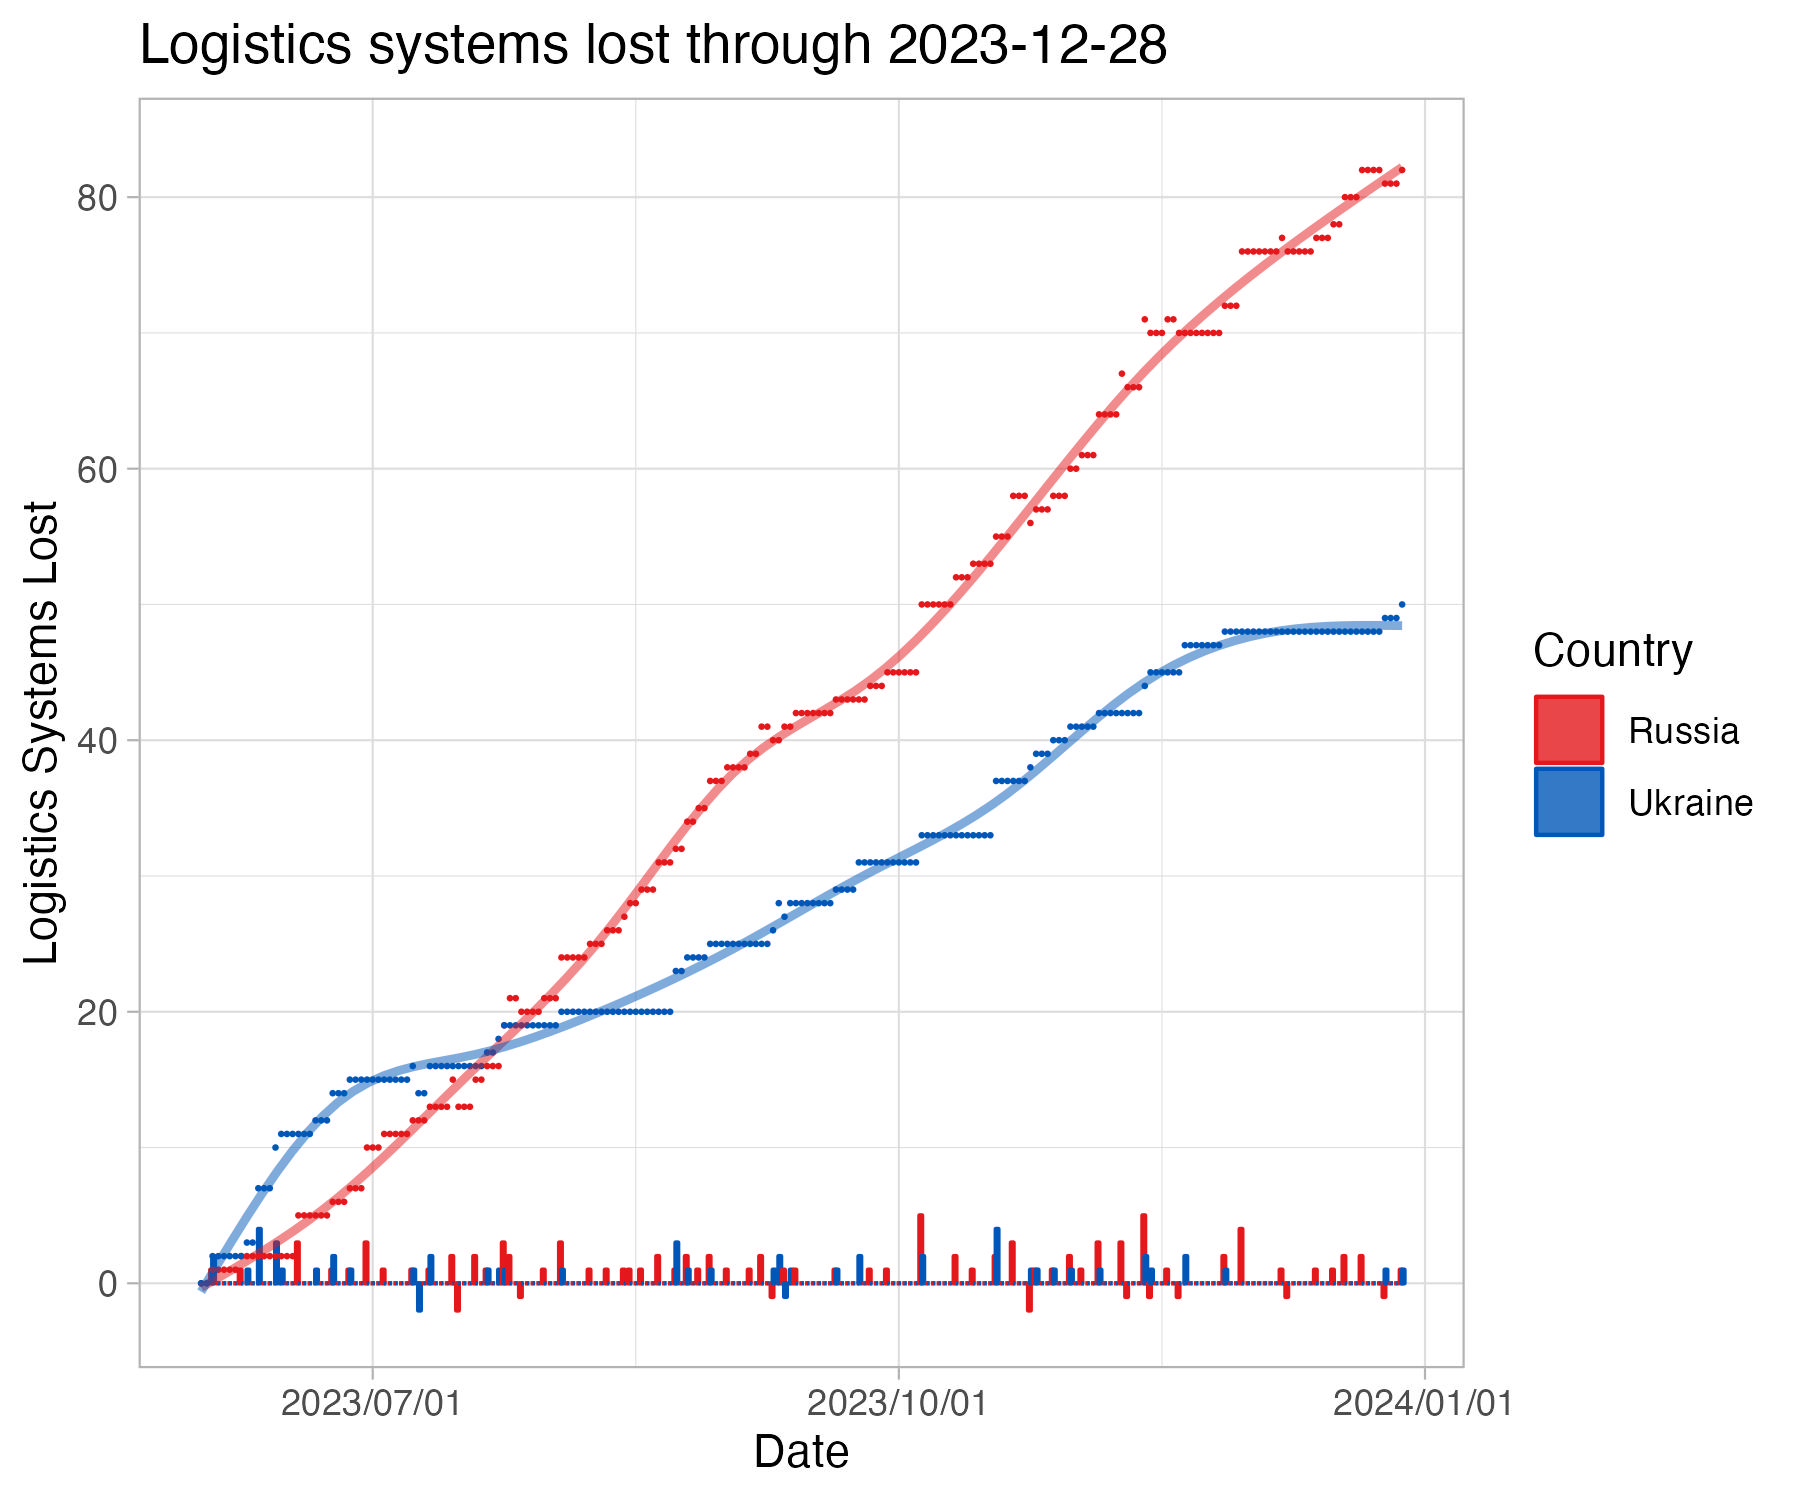 Logistics systems lost through 2023-12-28
Logistics Systems Lost
80
60
40
20
0
2023/07/01
2023/10/01
2024/01/01
Date
Country
Russia
Ukraine